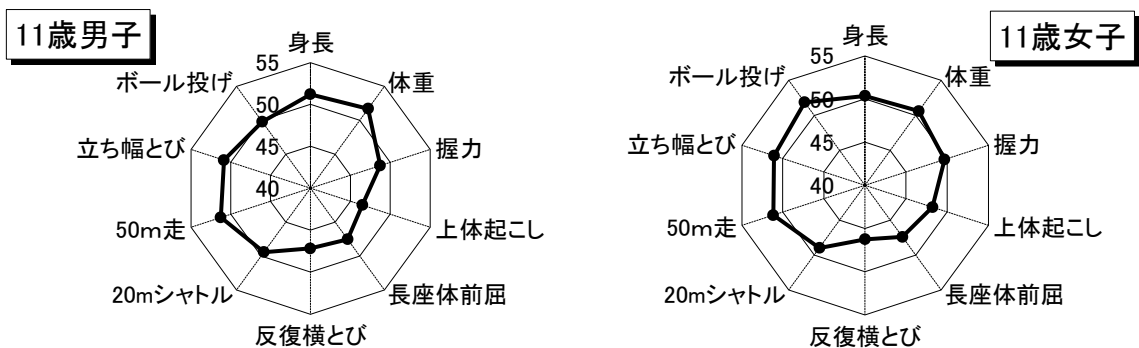 11歳男子
身長
体重
握力
上体起こし
長座体前屈
反復横とび
20mシャトル
50m走
立ち幅とび
ボール投げ
55
50
45
40
11歳女子
身長
体重
握力
上体起こし
長座体前屈
反復横とび
20mシャトル
50m走
立ち幅とび
ボール投げ
55
50
45
40